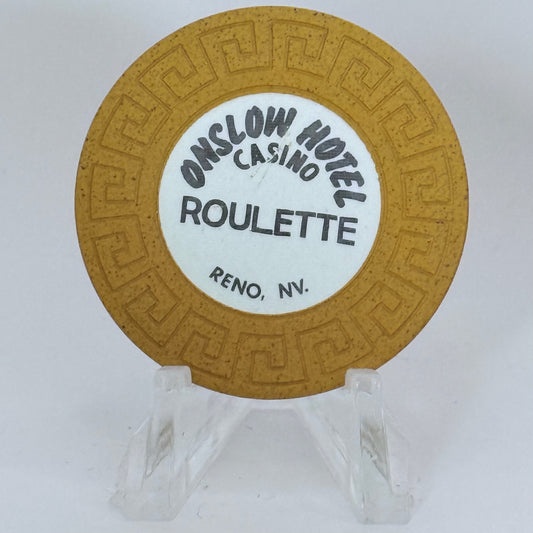 ONSLOW HOTEL
CASINO
ROULETTE
RENO, NV.